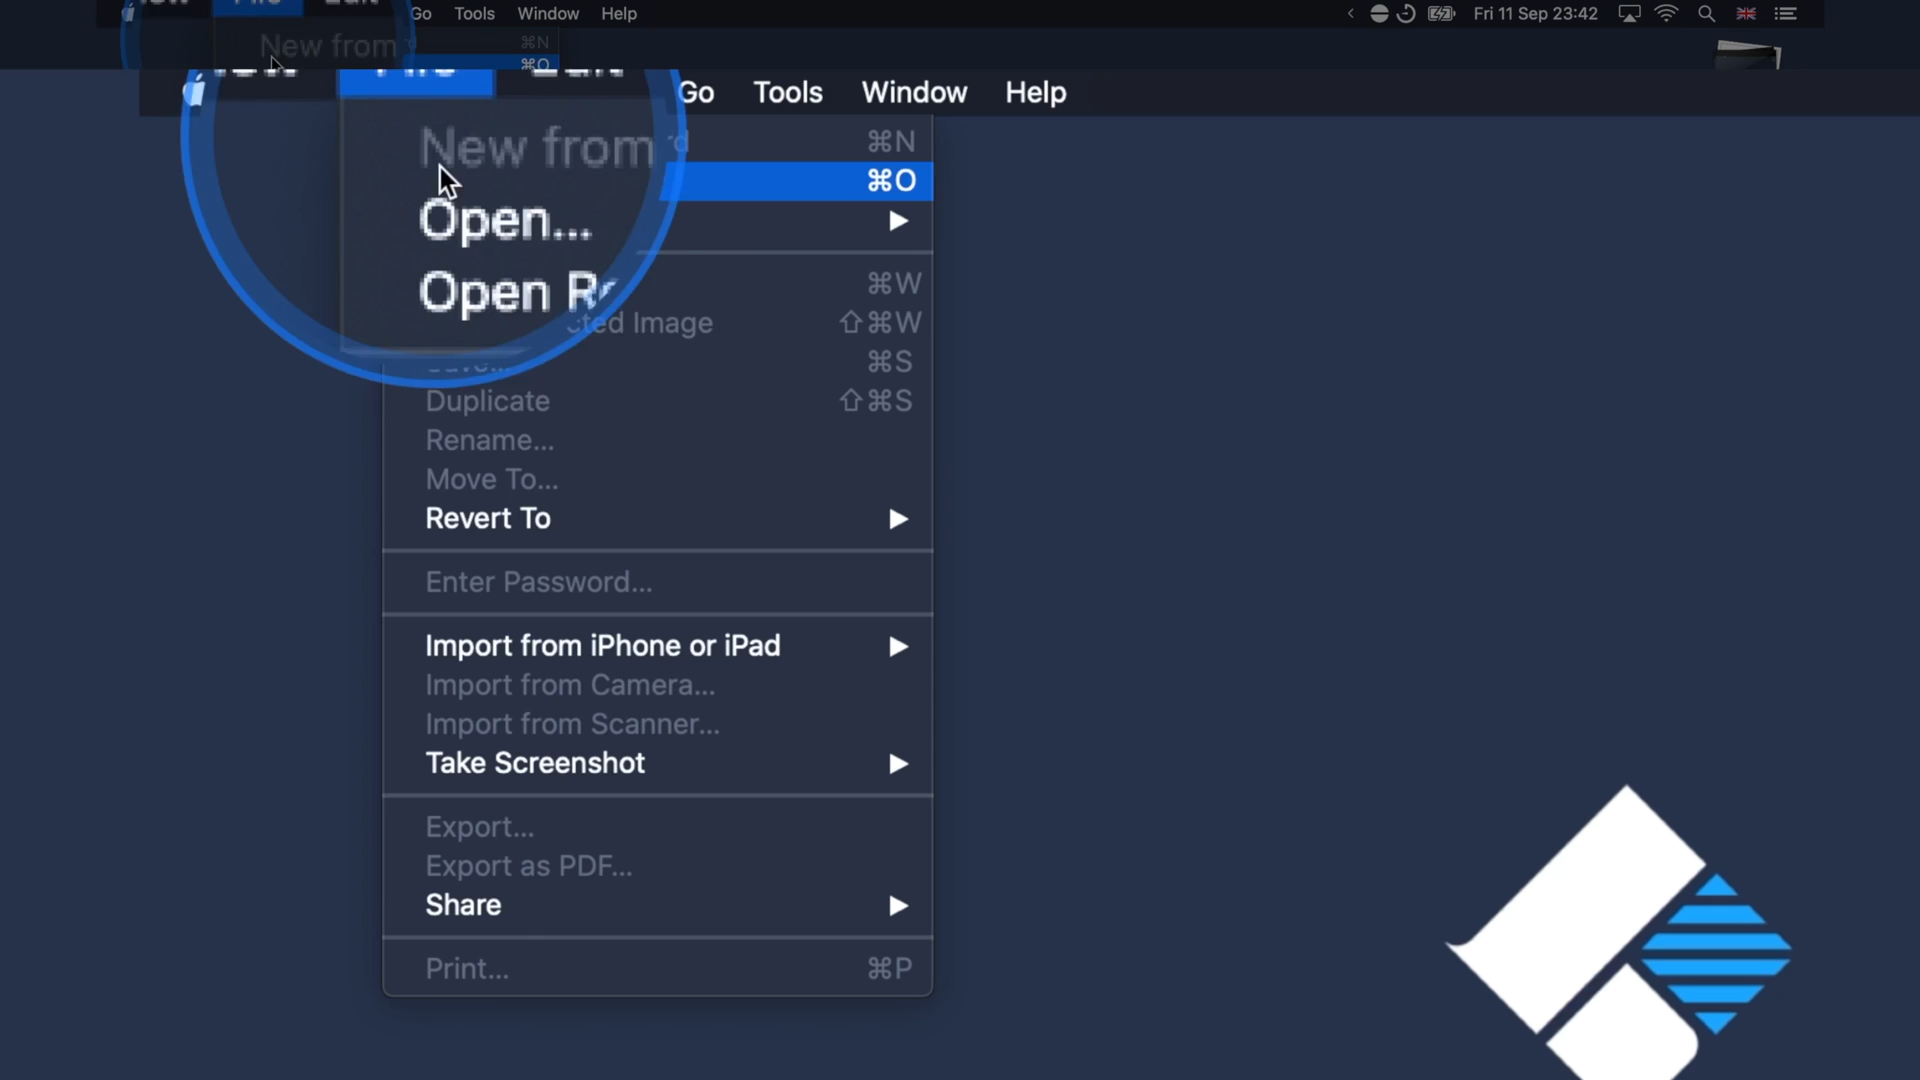 Go Tools Window Help Fri 11 Sep 23:42
New from ⌘N
⌘O
Go Tools Window Help
New from ⌘N
⌘O
Open...
Open
⌘W
Image ⇧⌘W
⌘S
Duplicate ⇧⌘S
Rename...
Move To...
Revert To
Enter Password...
Import from iPhone or iPad
Import from Camera...
Import from Scanner...
Take Screenshot
Export...
Export as PDF...
Share
Print... ⌘P